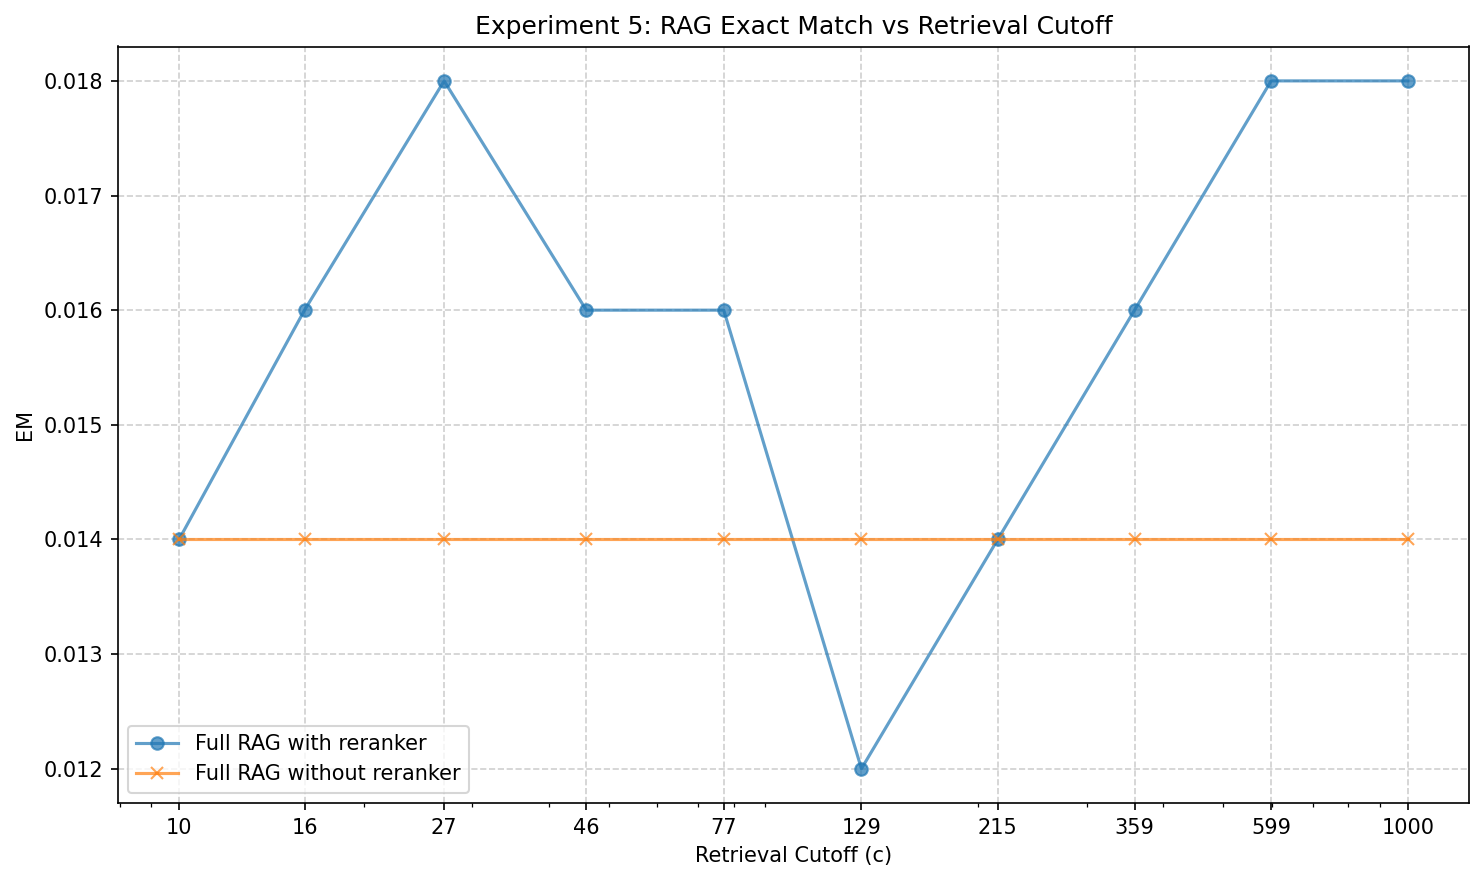 Experiment 5: RAG Exact Match vs Retrieval Cutoff
0.018
0.017
0.016
0.015
0.014
0.013
0.012
EM
Full RAG with reranker
Full RAG without reranker
10 16 27 46 77 129 215 359 599 1000
Retrieval Cutoff (c)